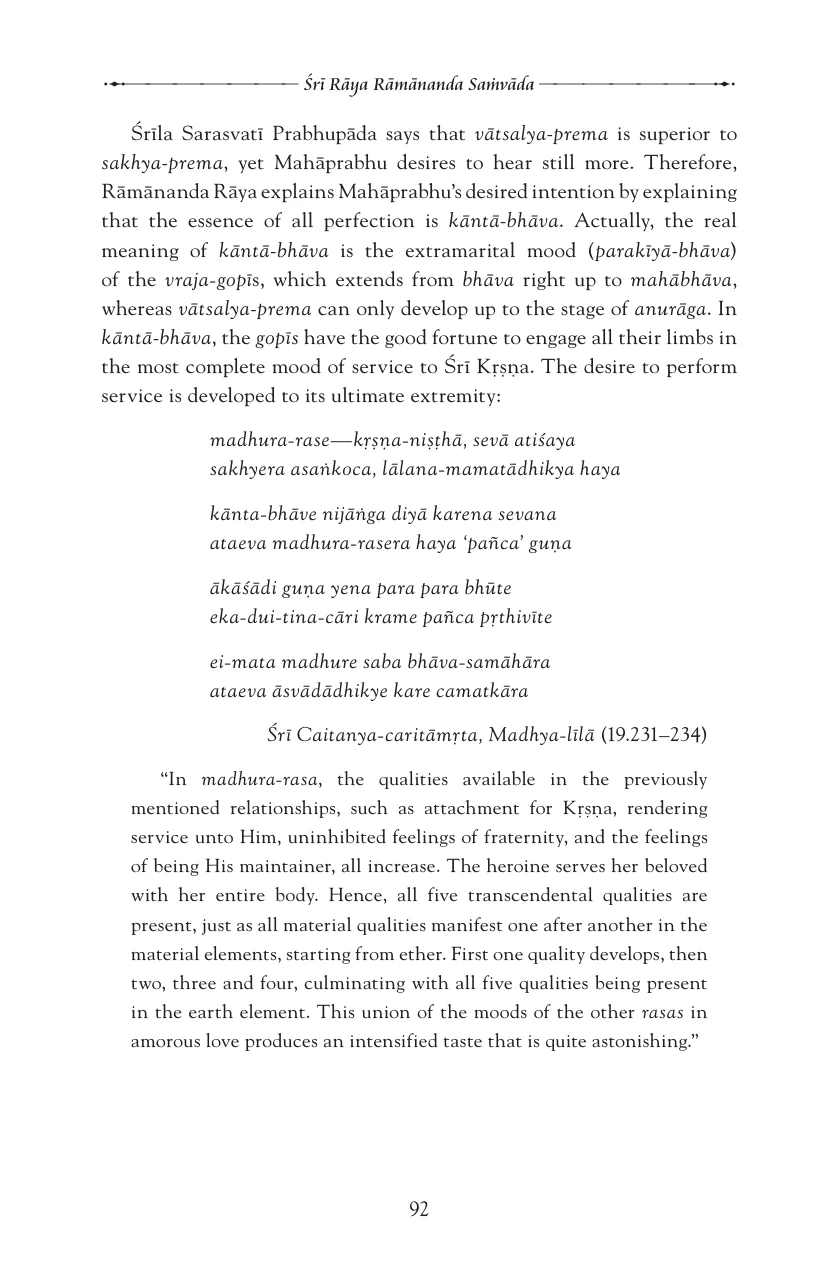 Śrī Rāya Rāmānanda Saṁvāda
Śrīla Sarasvatī Prabhupāda says that vātsalya-prema is superior to
sakhya-prema, yet Mahāprabhu desires to hear still more. Therefore,
Rāmānanda Rāya explains Mahāprabhu’s desired intention by explaining
that the essence of all perfection is kāntā-bhāva. Actually, the real
meaning of kāntā-bhāva is the extramarital mood (parakīyā-bhāva)
of the vraja-gopīs, which extends from bhāva right up to mahābhāva,
whereas vātsalya-prema can only develop up to the stage of anurāga. In
kāntā-bhāva, the gopīs have the good fortune to engage all their limbs in
the most complete mood of service to Śrī Kṛṣṇa. The desire to perform
service is developed to its ultimate extremity:
madhura-rase—kṛṣṇa-niṣṭhā, sevā atiśaya
sakhyera asaṅkoca, lālana-mamatādhikya haya
kānta-bhāve nijāṅga diyā karena sevana
ataeva madhura-rasera haya ‘pañca’ guṇa
ākāśādi guṇa yena para para bhūte
eka-dui-tina-cāri krame pañca pṛthivīte
ei-mata madhure saba bhāva-samāhāra
ataeva āsvādādhikye kare camatkāra
Śrī Caitanya-caritāmṛta, Madhya-līlā (19.231–234)
“In madhura-rasa, the qualities available in the previously
mentioned relationships, such as attachment for Kṛṣṇa, rendering
service unto Him, uninhibited feelings of fraternity, and the feelings
of being His maintainer, all increase. The heroine serves her beloved
with her entire body. Hence, all five transcendental qualities are
present, just as all material qualities manifest one after another in the
material elements, starting from ether. First one quality develops, then
two, three and four, culminating with all five qualities being present
in the earth element. This union of the moods of the other rasas in
amorous love produces an intensified taste that is quite astonishing.”
92